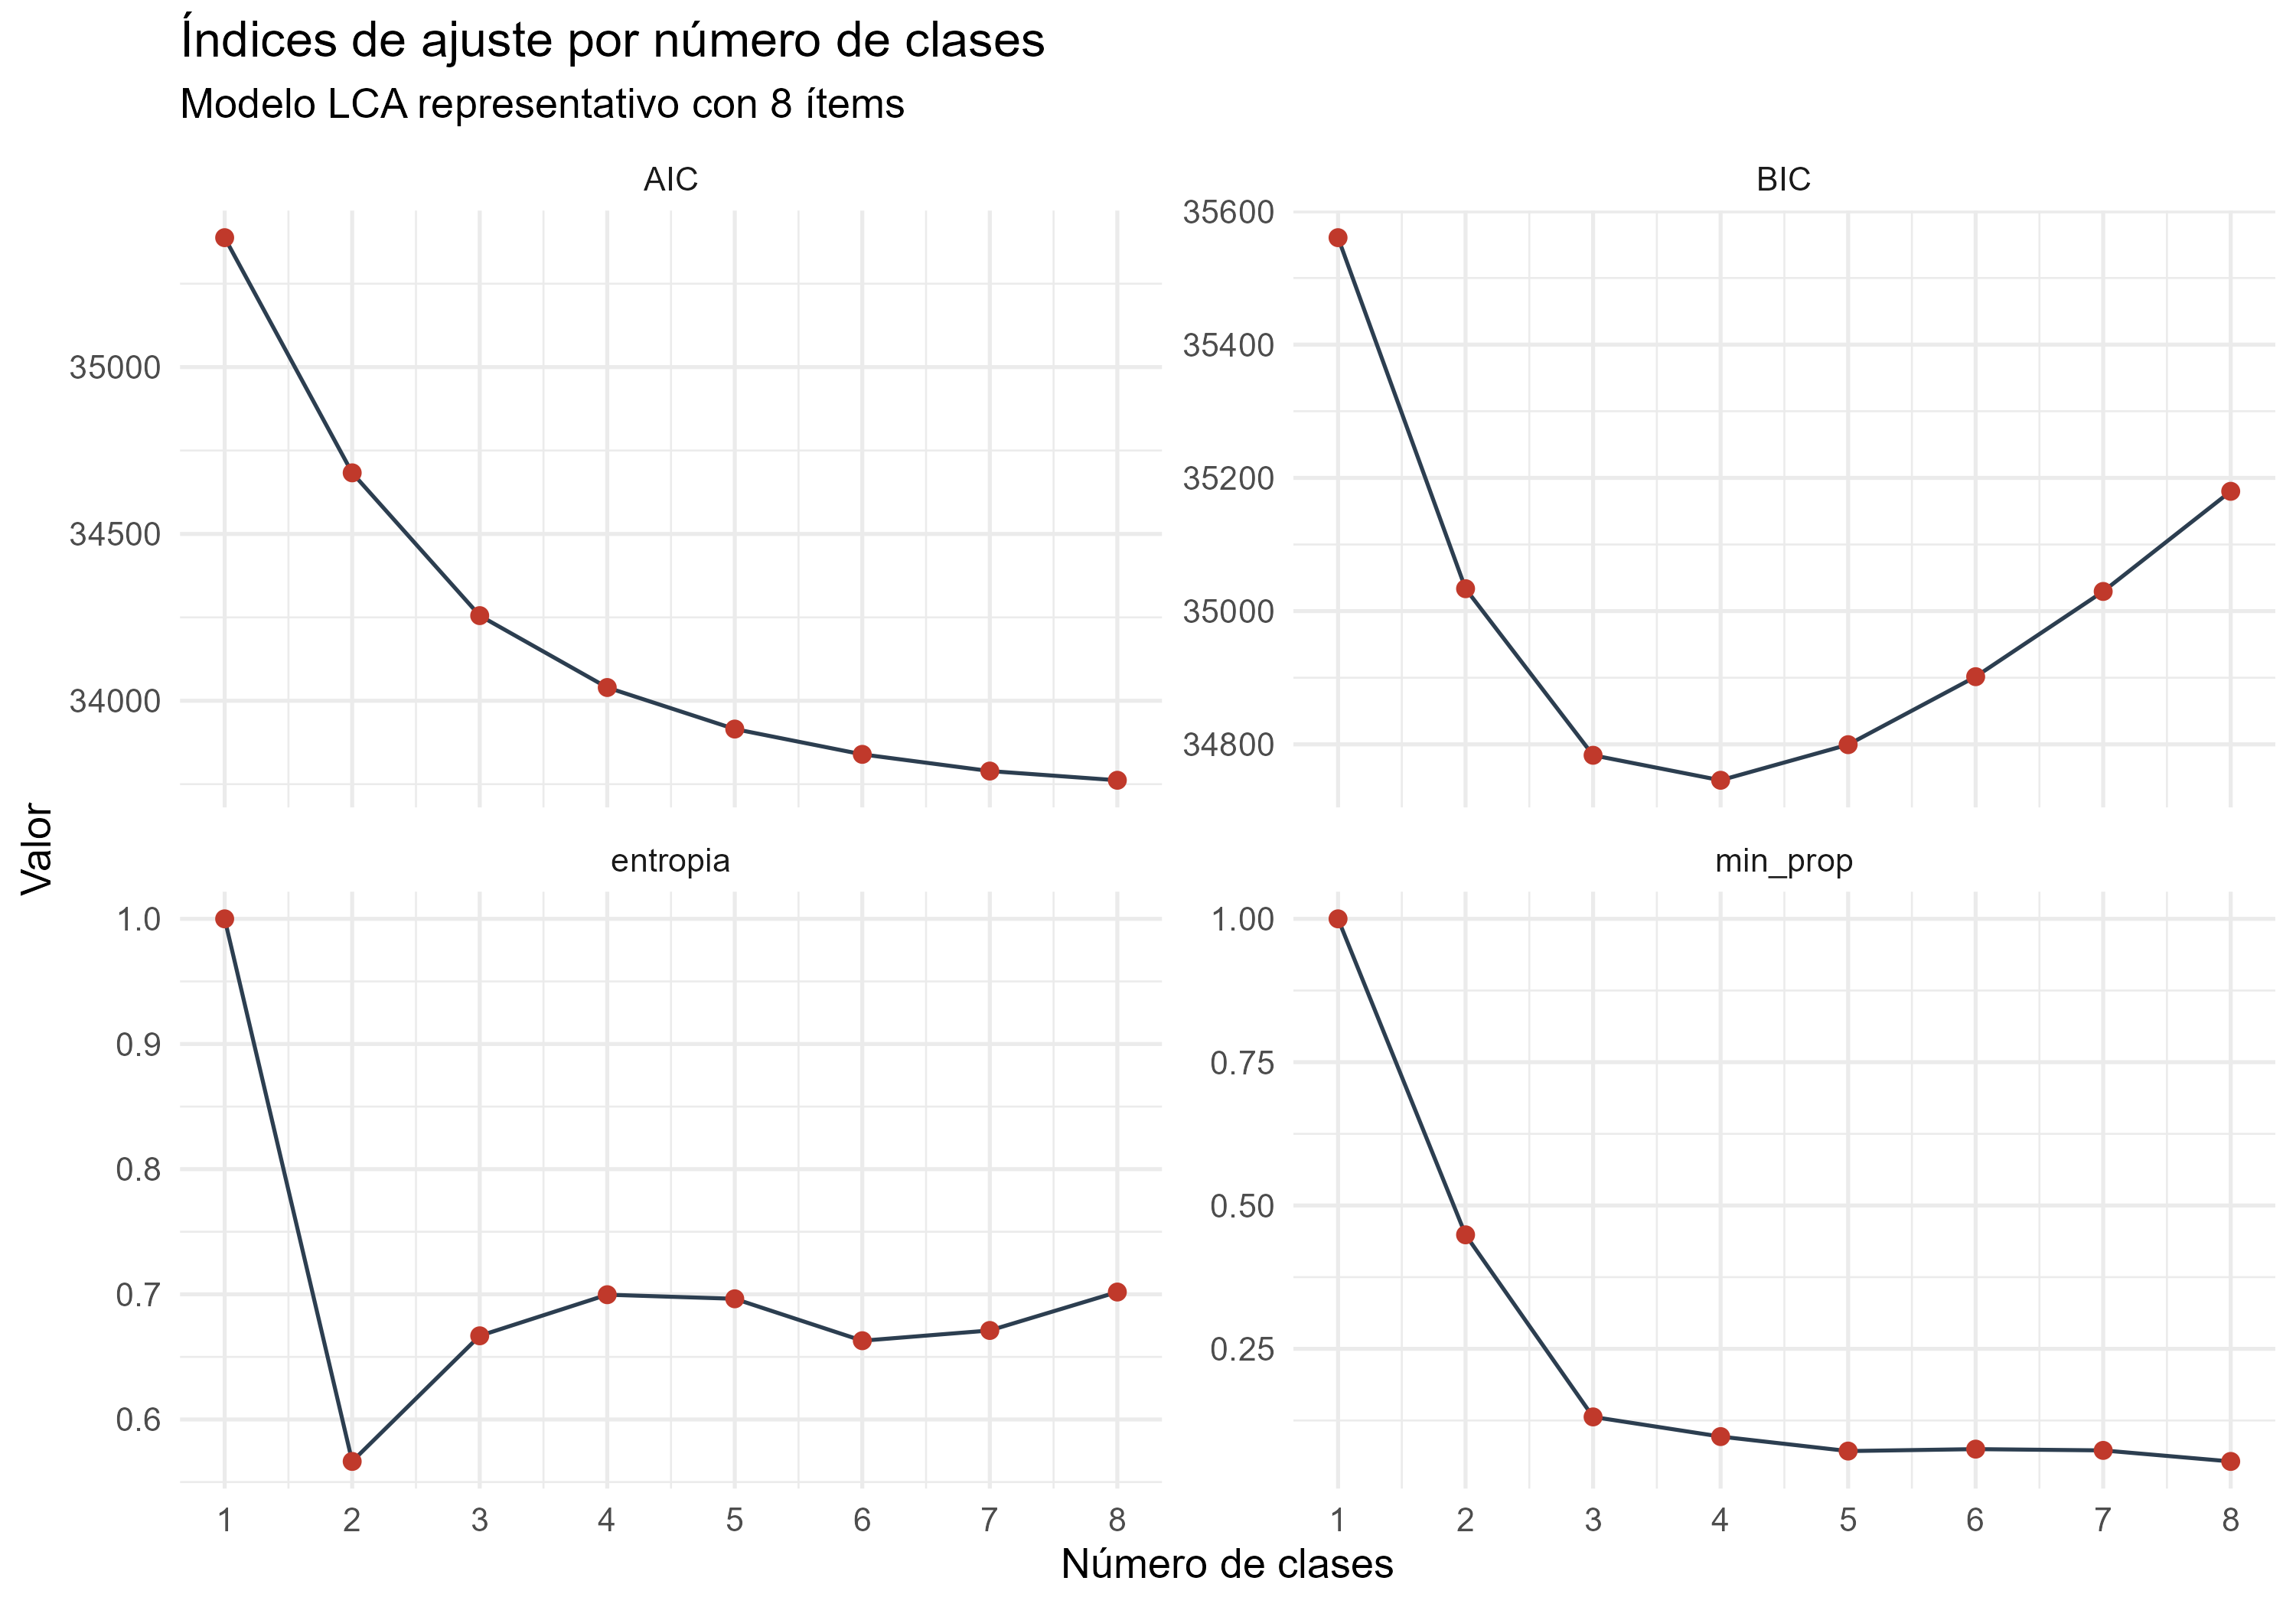 Índices de ajuste por número de clases
Modelo LCA representativo con 8 ítems
AIC
35000
34500
34000
BIC
35600
35400
35200
35000
34800
Valor
entropia
1.0
0.9
0.8
0.7
0.6
1 2 3 4 5 6 7 8
min_prop
1.00
0.75
0.50
0.25
1 2 3 4 5 6 7 8
Número de clases